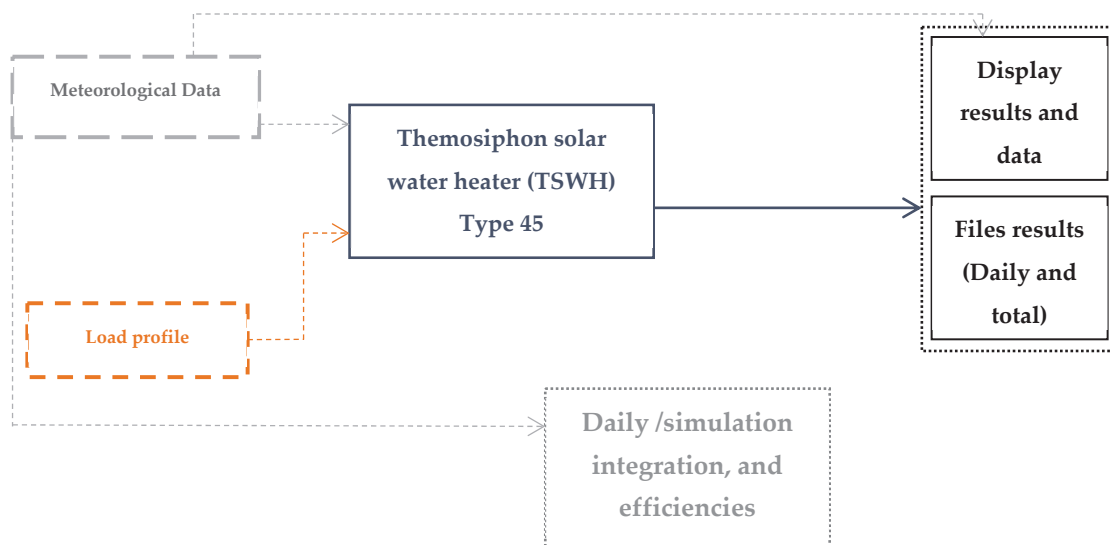 Meteorological Data
Themosiphon solar
water heater (TSWH)
Type 45
Display
results and
data
Files results
(Daily and
total)
Load profile
Daily /simulation
integration, and
efficiencies